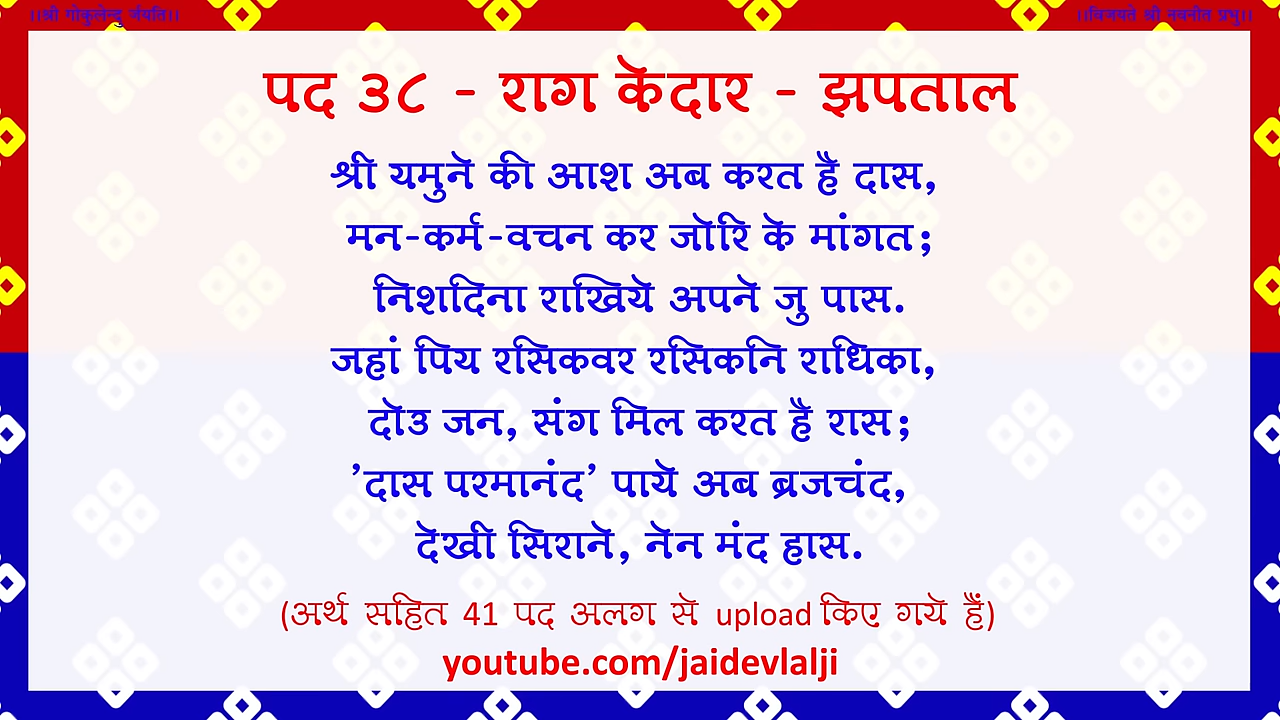 ।।श्री गोकुलेन्दु र्जयति।।
।।विजयते श्री नवनीत प्रभु।।
पद ३८ - राग केदार - झपताल
श्री यमुने की आश अब करत है दास,
मन-कर्म-वचन कर जोरि के मांगत;
निशदिना राखिये अपने जु पास.
जहां पिय रसिकवर रसिकनि राधिका,
दोउ जन, संग मिल करत है रास;
’दास परमानंद’ पाये अब ब्रजचंद,
देखी सिराने, नेन मंद हास.
(अर्थ सहित 41 पद अलग से upload किए गये हैं)
youtube.com/jaidevlalji